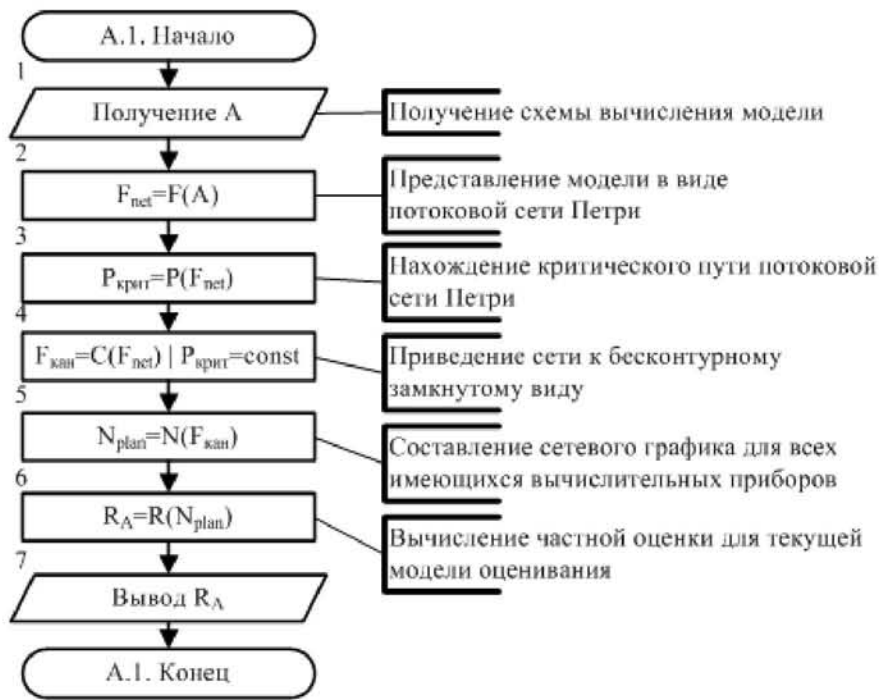 А.1. Начало
1
Получение А
Получение схемы вычисления модели
2
F_net=F(A)
Представление модели в виде
потоковой сети Петри
3
P_крит=P(F_net)
Нахождение критического пути потоковой
сети Петри
4
F_кан=C(F_net) | P_крит=const
Приведение сети к бесконтурному
замкнутому виду
5
N_plan=N(F_кан)
Составление сетевого графика для всех
имеющихся вычислительных приборов
6
R_A=R(N_plan)
Вычисление частной оценки для текущей
модели оценивания
7
Вывод R_A
А.1. Конец